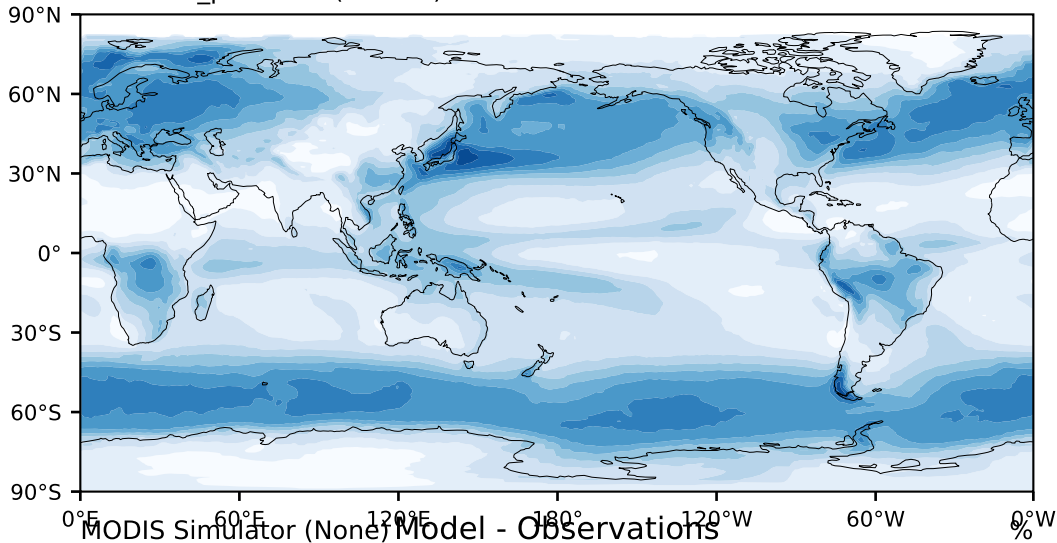 90°N
60°N
30°N
0°
30°S
60°S
90°S
0°E 60°E 120°E 180° 120°W 60°W 0°W
MODIS Simulator (None) Model - Observations %